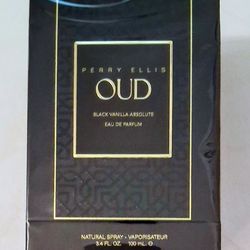 PERRY ELLIS
OUD
BLACK VANILLA ABSOLUTE
EAU DE PARFUM
NATURAL SPRAY - VAPORISATEUR
3.4 FL. OZ. 100 mL. ℮